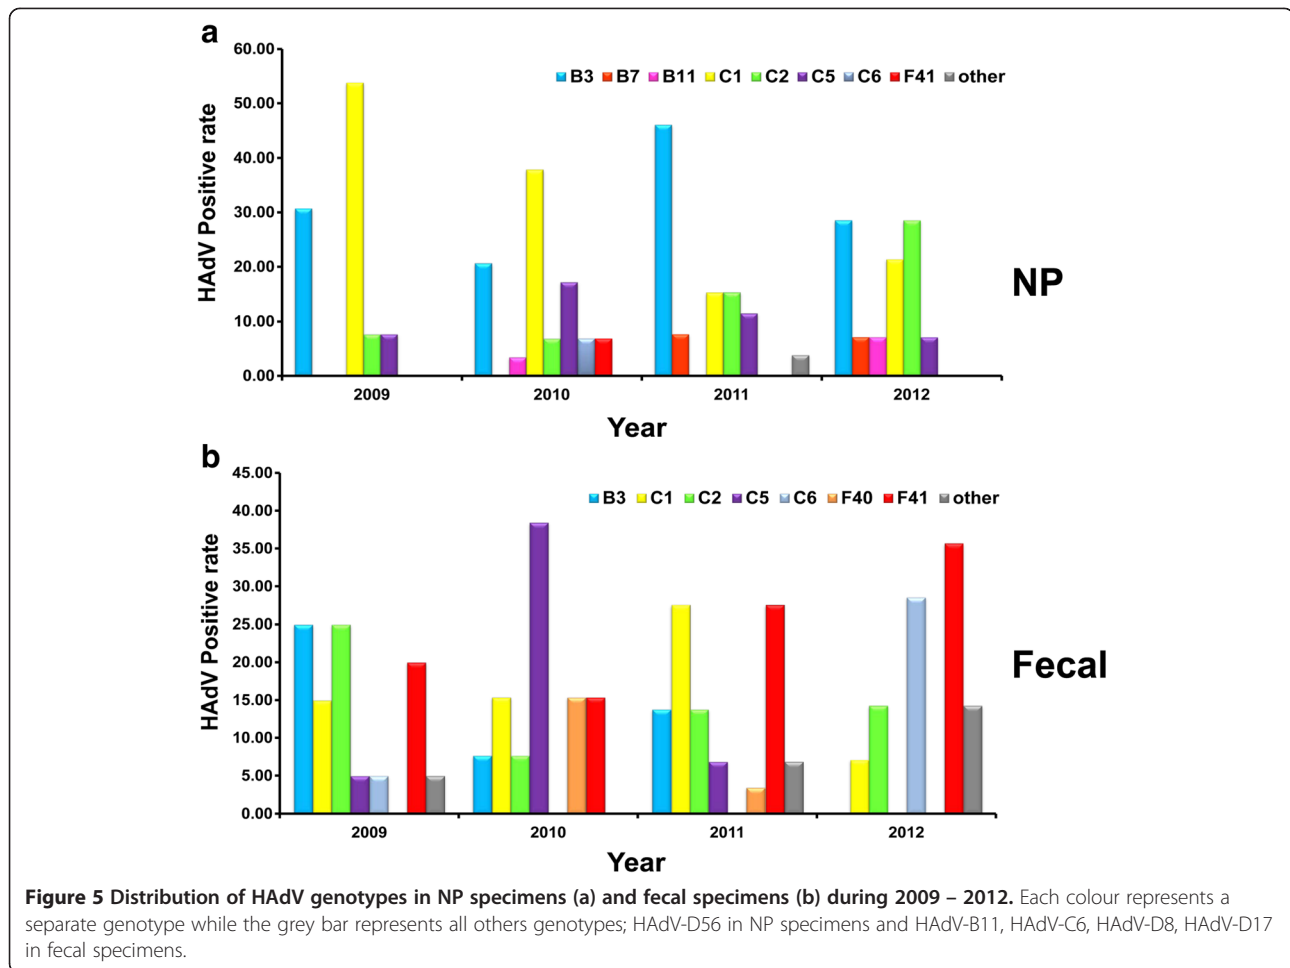 a
60.00
50.00
40.00
30.00
20.00
10.00
0.00
HAdV Positive rate
B3 B7 B11 C1 C2 C5 C6 F41 other
2009 2010 2011 2012
Year
NP
b
45.00
40.00
35.00
30.00
25.00
20.00
15.00
10.00
5.00
0.00
HAdV Positive rate
B3 C1 C2 C5 C6 F40 F41 other
2009 2010 2011 2012
Year
Fecal
Figure 5 Distribution of HAdV genotypes in NP specimens (a) and fecal specimens (b) during 2009 – 2012. Each colour represents a
separate genotype while the grey bar represents all others genotypes; HAdV-D56 in NP specimens and HAdV-B11, HAdV-C6, HAdV-D8, HAdV-D17
in fecal specimens.